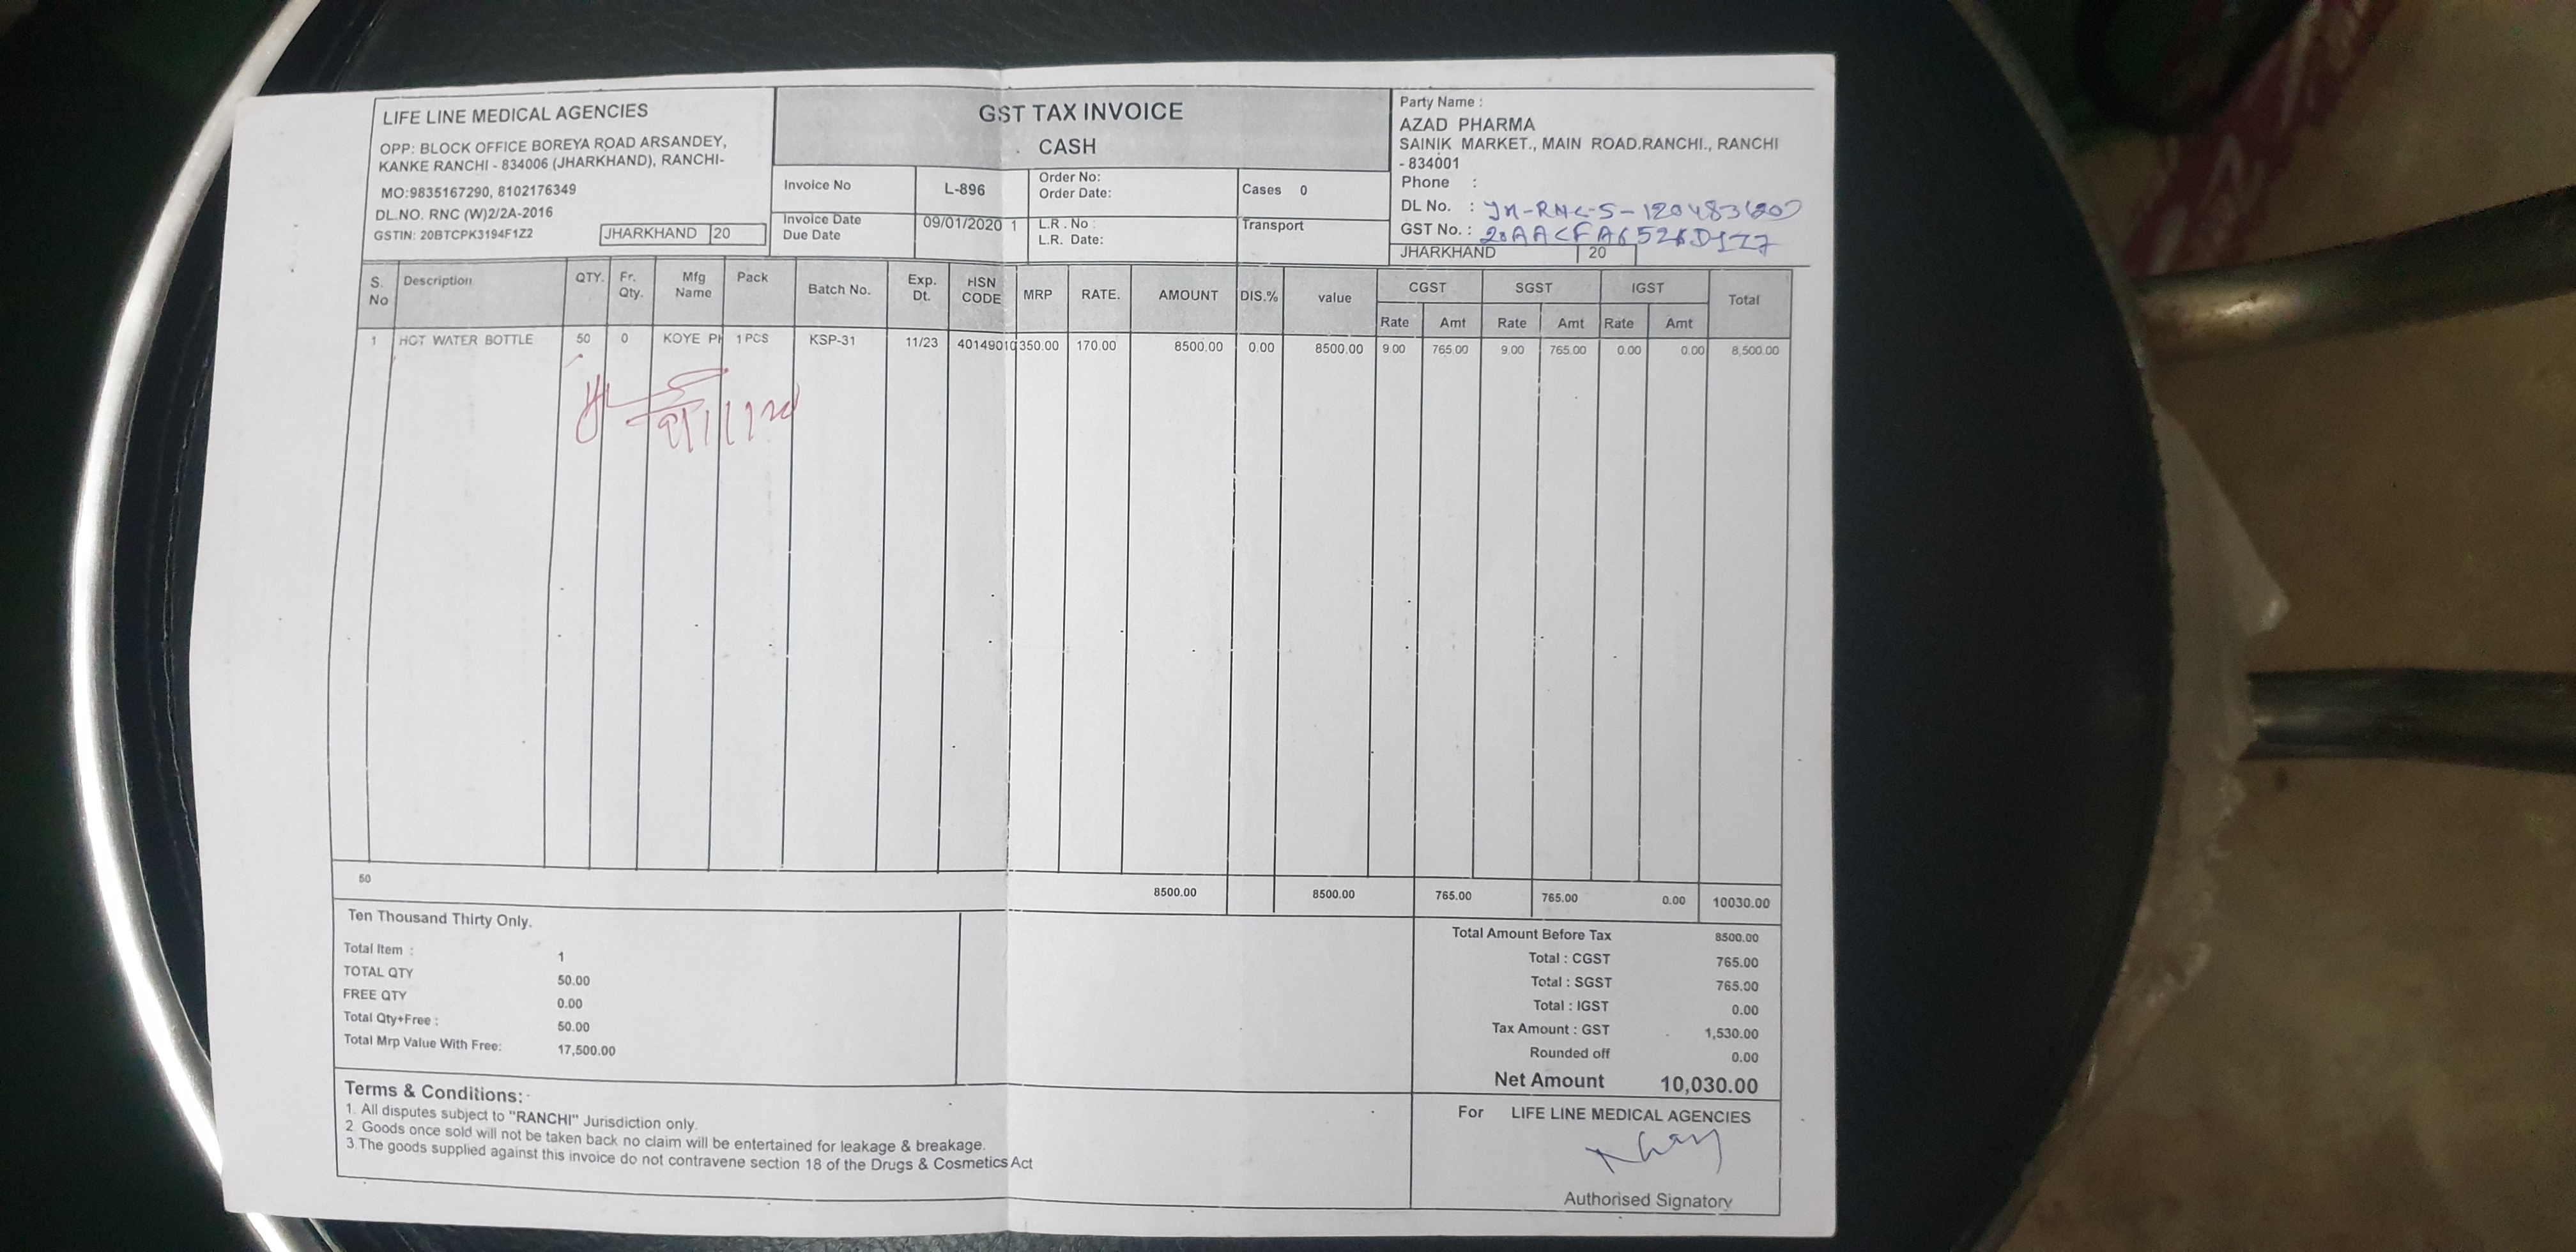 LIFE LINE MEDICAL AGENCIES
OPP: BLOCK OFFICE BOREYA ROAD ARSANDEY,
KANKE RANCHI - 834006 (JHARKHAND), RANCHI-
MO:9835167290, 8102176349
DL.NO. RNC (W)2/2A-2016
GSTIN: 20BTCPK3194F1Z2
JHARKHAND 20
GST TAX INVOICE
CASH
Invoice No L-896
Order No:
Order Date:
Cases 0
Invoice Date 09/01/2020 1
Due Date
L.R. No :
L.R. Date:
Transport
Party Name :
AZAD PHARMA
SAINIK MARKET., MAIN ROAD.RANCHI., RANCHI
- 834001
Phone :
DL No. :
GST No. :
JHARKHAND 20
S. No Description QTY. Fr. Qty. Mfg Name Pack Batch No. Exp. Dt. HSN CODE MRP RATE. AMOUNT DIS.% value CGST SGST IGST Total
Rate Amt Rate Amt Rate Amt
1 HOT WATER BOTTLE 50 0 KOYE PH 1 PCS KSP-31 11/23 40149010 350.00 170.00 8500.00 0.00 8500.00 9.00 765.00 9.00 765.00 0.00 0.00 8,500.00
50 8500.00 8500.00 765.00 765.00 0.00 10030.00
Ten Thousand Thirty Only.
Total Item : 1
TOTAL QTY 50.00
FREE QTY 0.00
Total Qty+Free : 50.00
Total Mrp Value With Free: 17,500.00
Total Amount Before Tax 8500.00
Total : CGST 765.00
Total : SGST 765.00
Total : IGST 0.00
Tax Amount : GST 1,530.00
Rounded off 0.00
Net Amount 10,030.00
Terms & Conditions:-
1. All disputes subject to "RANCHI" Jurisdiction only.
2 Goods once sold will not be taken back no claim will be entertained for leakage & breakage.
3.The goods supplied against this invoice do not contravene section 18 of the Drugs & Cosmetics Act
For LIFE LINE MEDICAL AGENCIES
Authorised Signatory